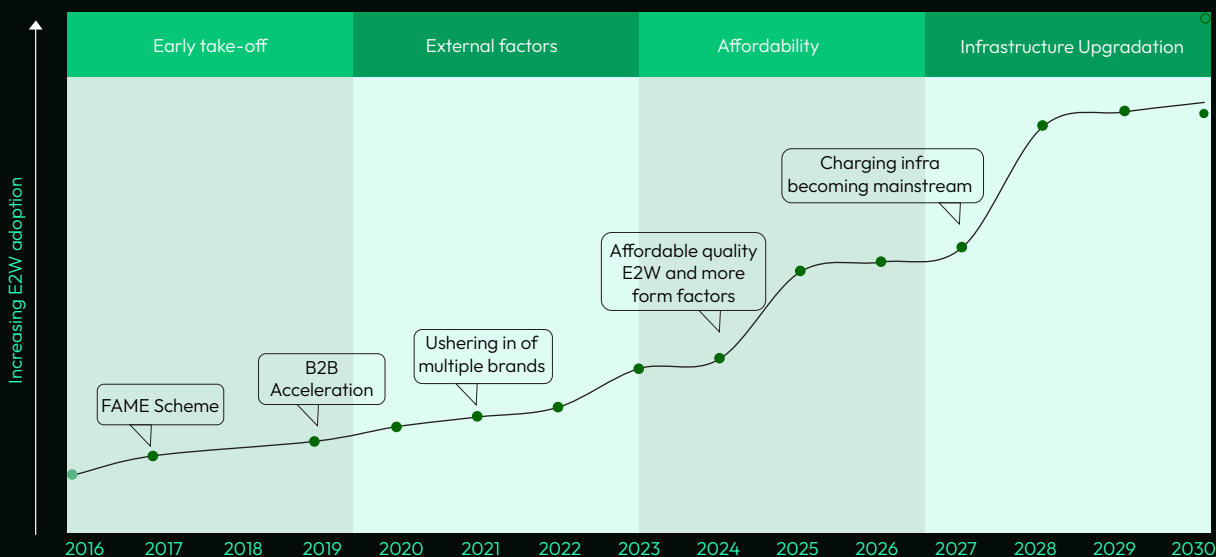 Early take-off
External factors
Affordability
Infrastructure Upgradation
Increasing E2W adoption
FAME Scheme
B2B
Acceleration
Ushering in of
multiple brands
Affordable quality
E2W and more
form factors
Charging infra
becoming mainstream
2016 2017 2018 2019 2020 2021 2022 2023 2024 2025 2026 2027 2028 2029 2030